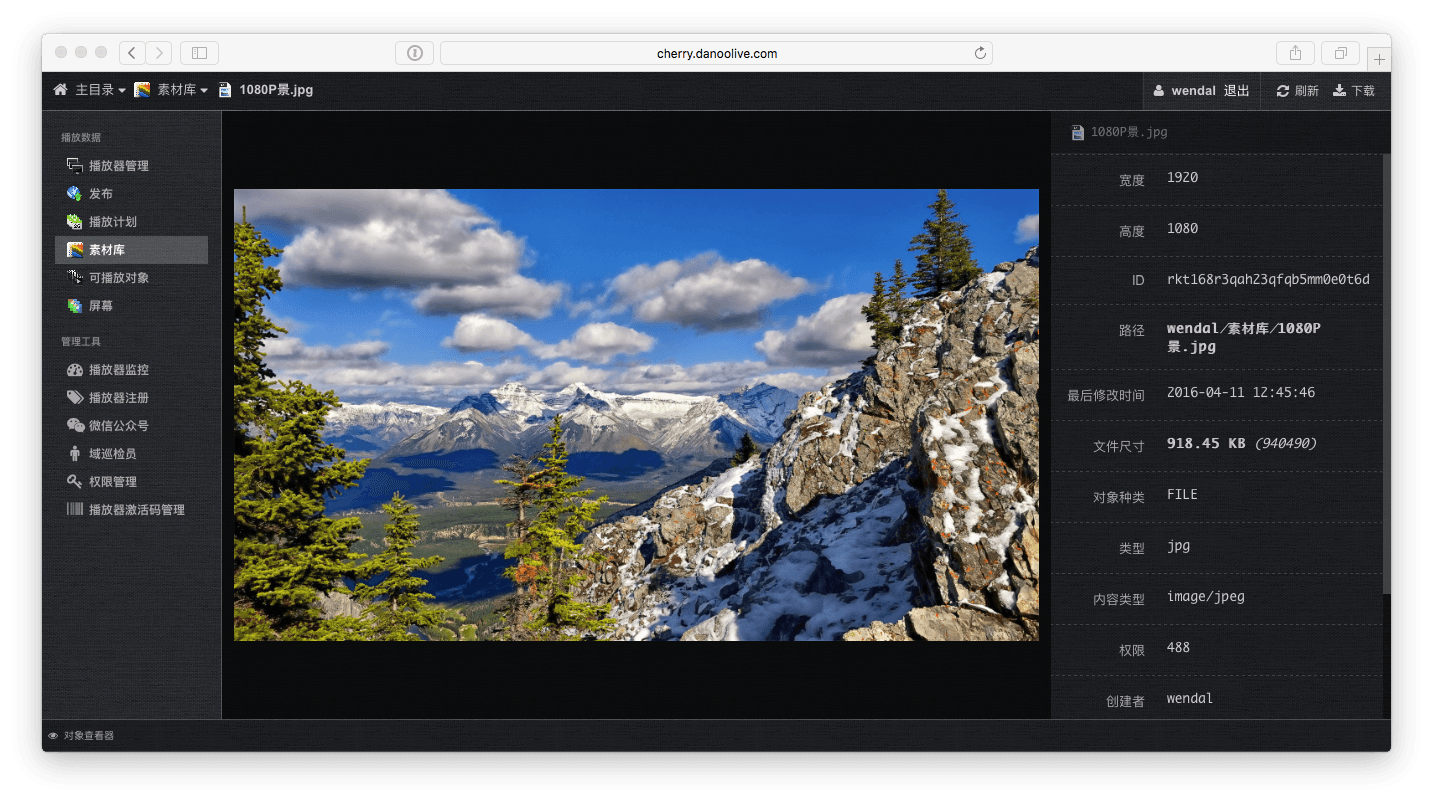 cherry.danoolive.com
主目录 素材库 1080P景.jpg
wendal 退出 刷新 下载
播放数据
播放器管理
发布
播放计划
素材库
可播放对象
屏幕
管理工具
播放器监控
播放器注册
微信公众号
域巡检员
权限管理
播放器激活码管理
1080P景.jpg
宽度 1920
高度 1080
ID rkt168r3qah23qfqb5mm0e0t6d
路径 wendal/素材库/1080P
景.jpg
最后修改时间 2016-04-11 12:45:46
文件尺寸 918.45 KB (940490)
对象种类 FILE
类型 jpg
内容类型 image/jpeg
权限 488
创建者 wendal
对象查看器